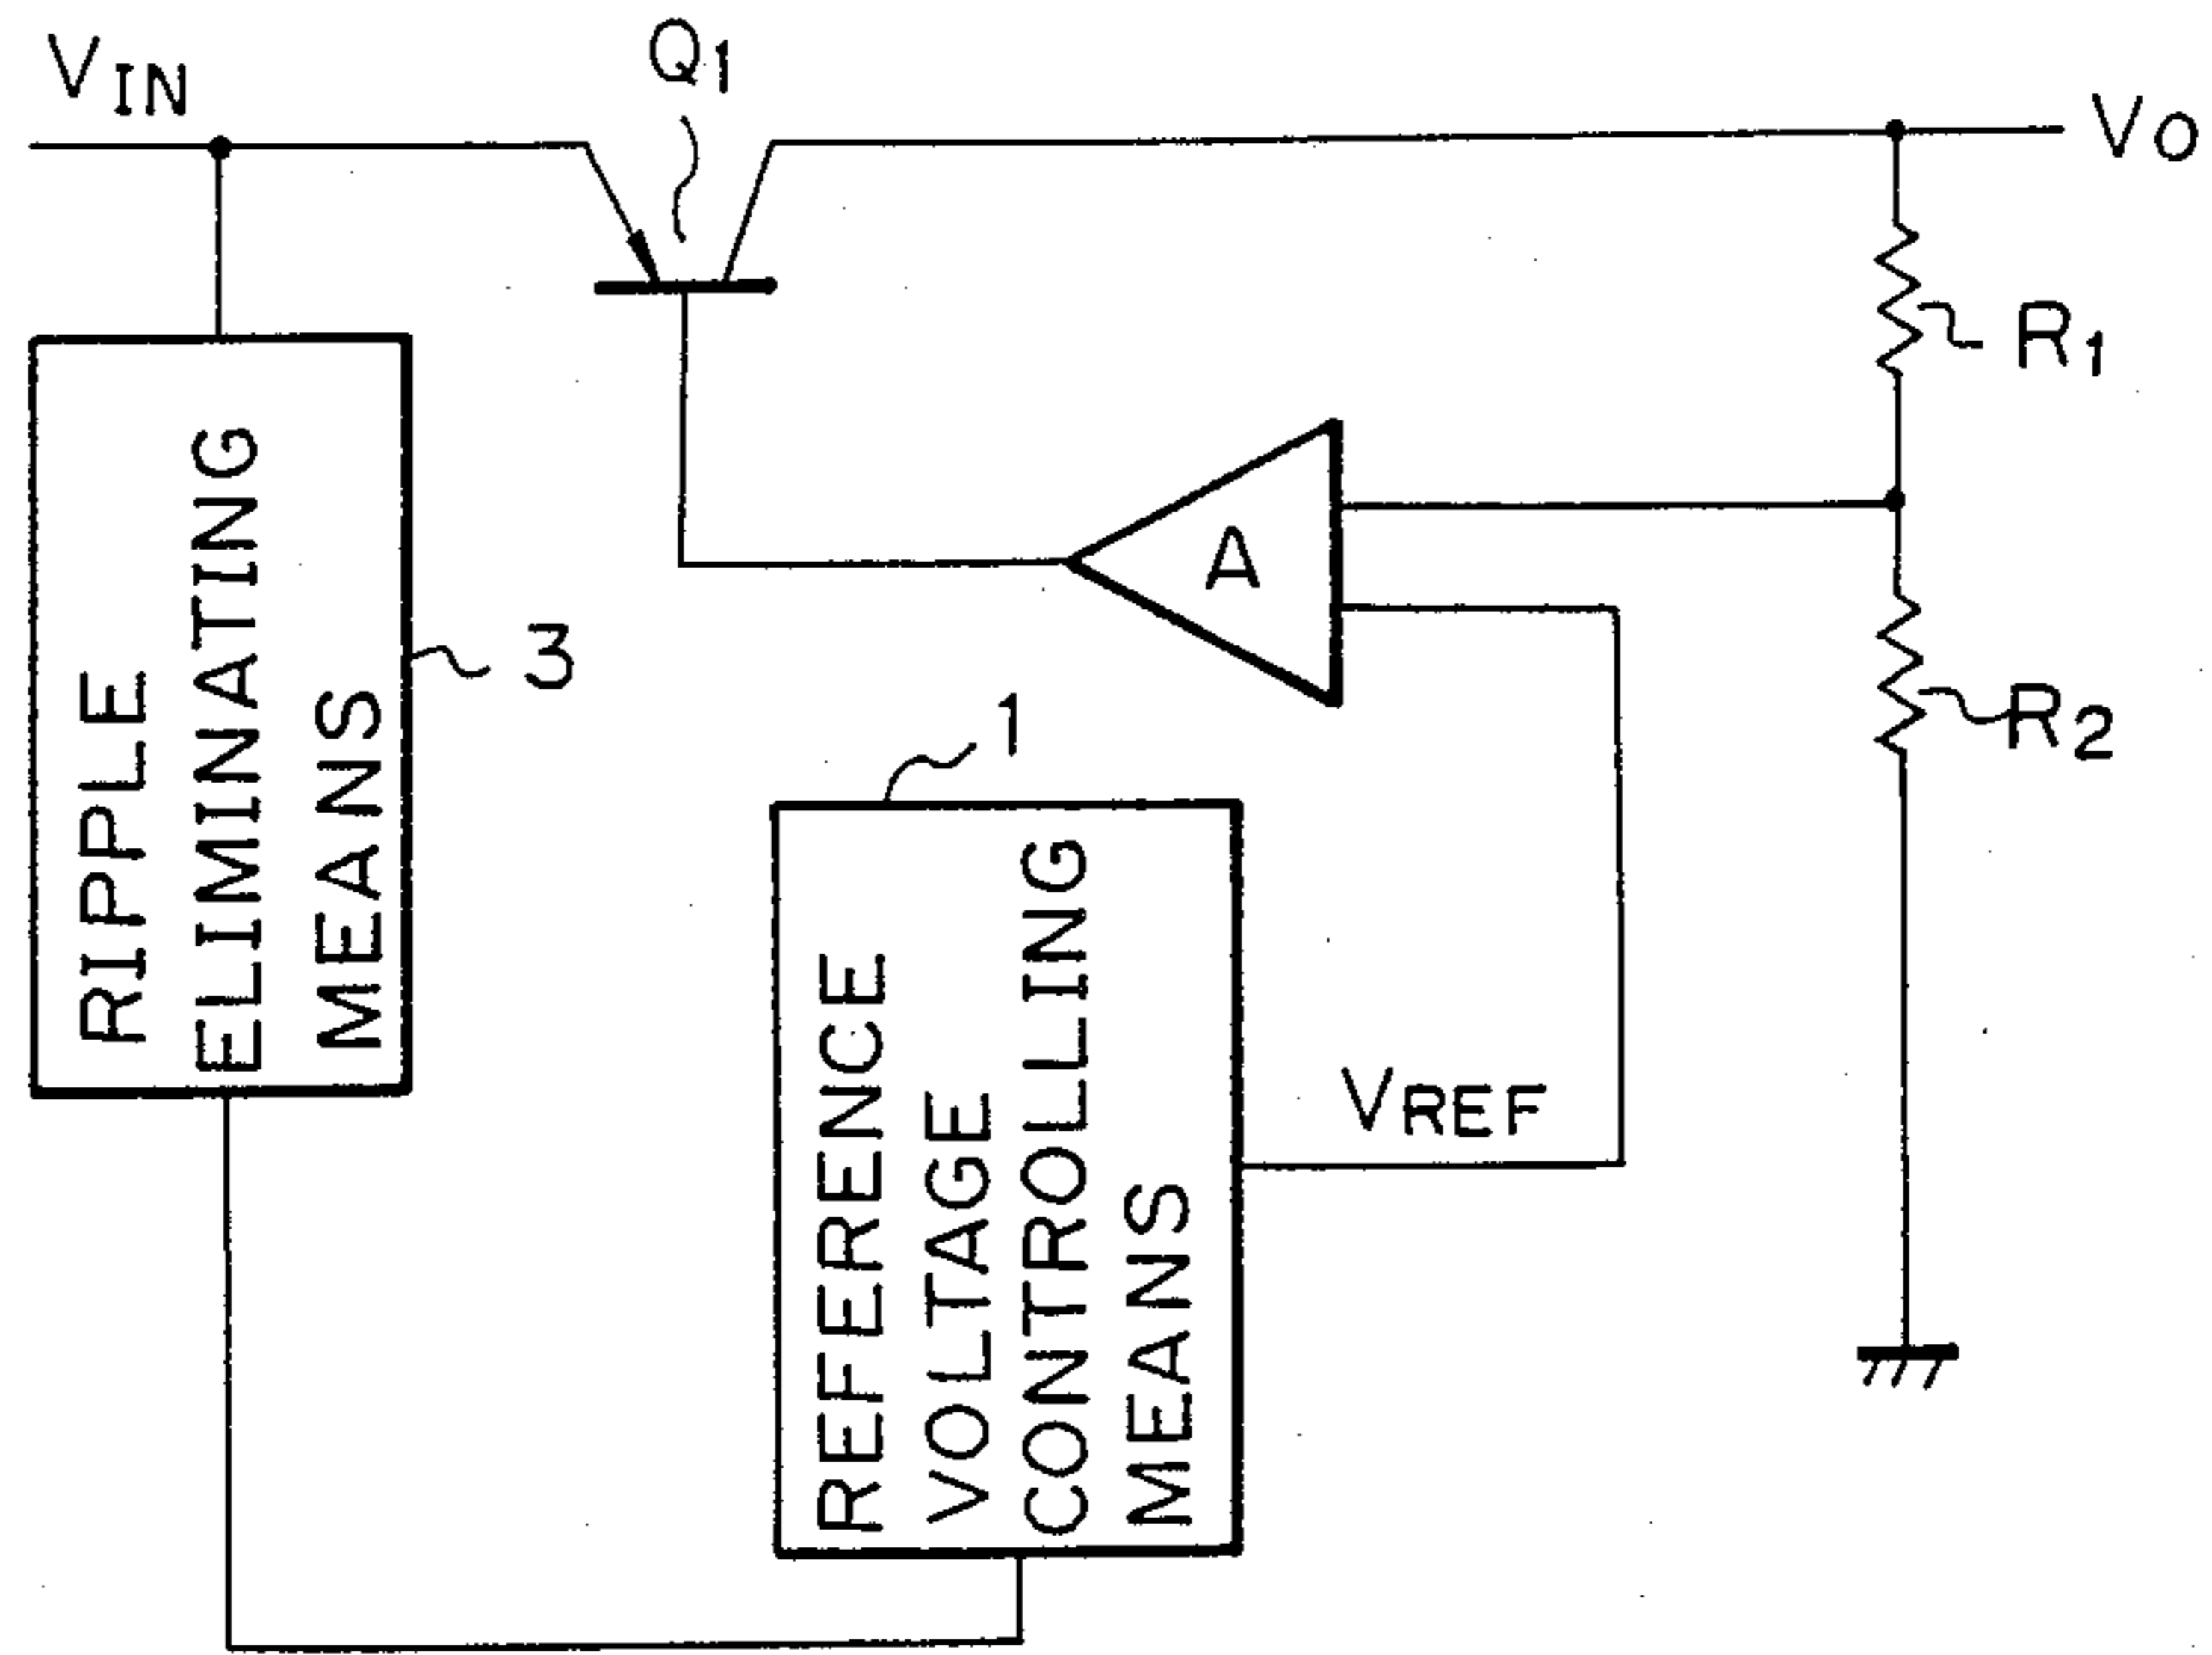 VIN
Q1
VO
R1
A
RIPPLE
ELIMINATING
MEANS
3
R2
1
REFERENCE
VOLTAGE
CONTROLLING
MEANS
VREF